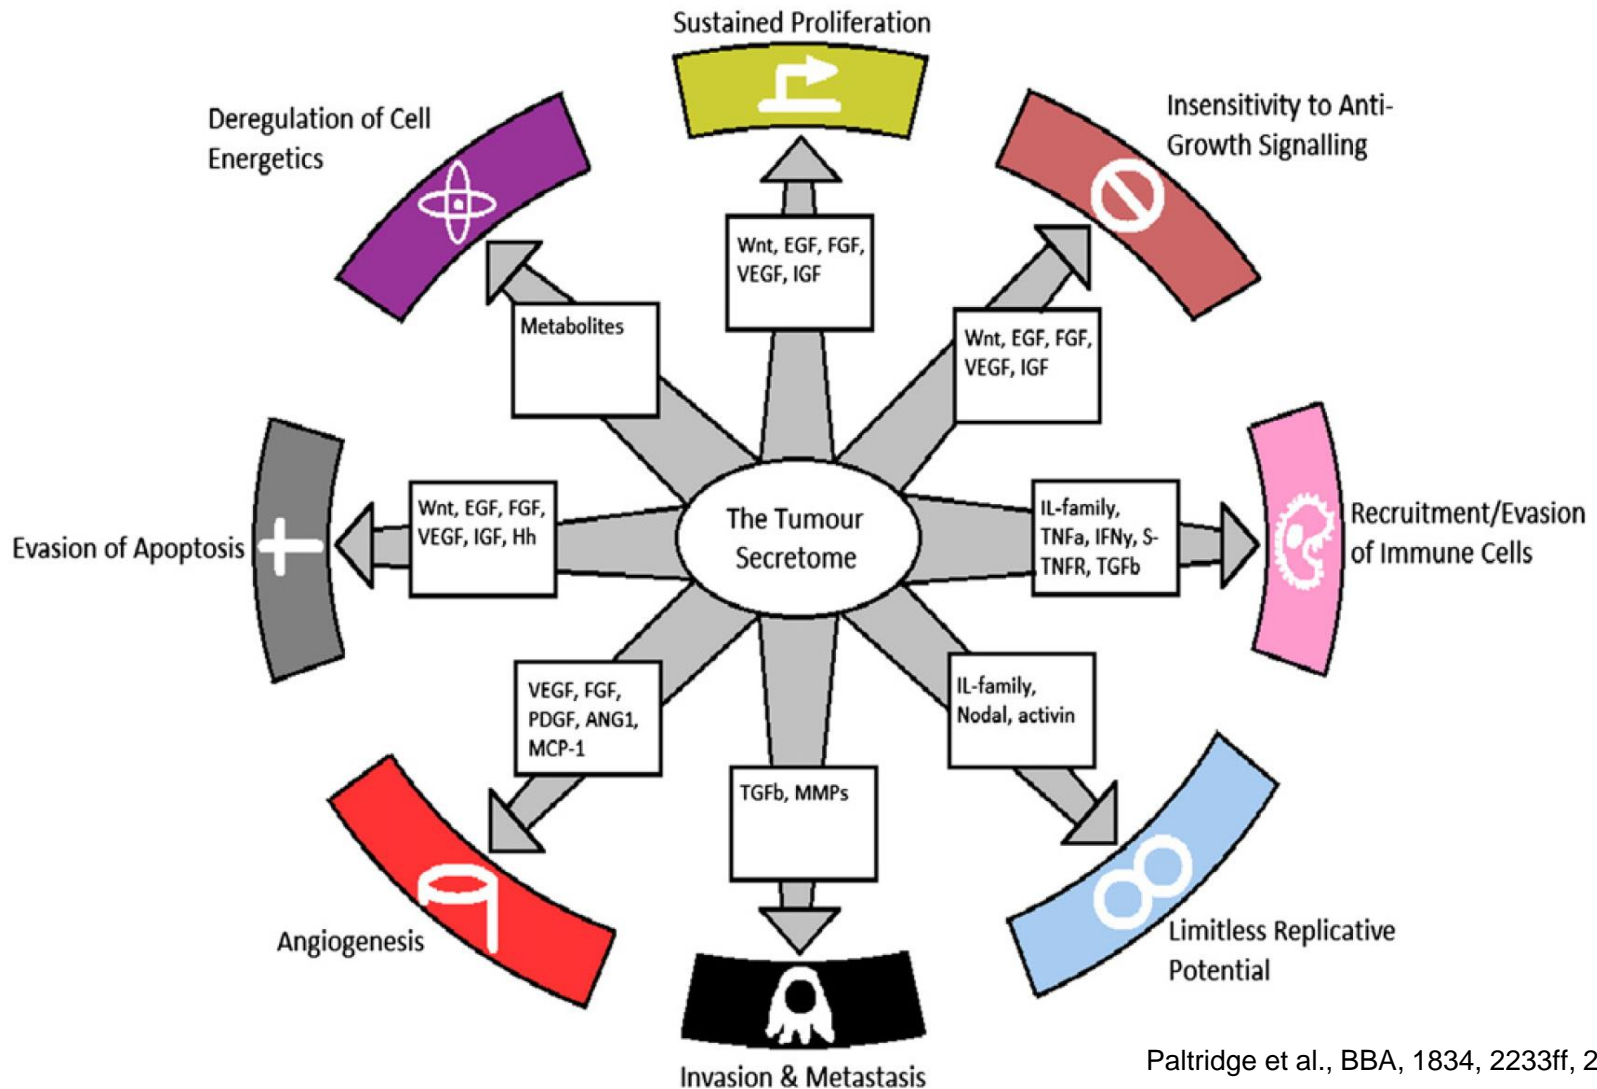 Sustained Proliferation
Deregulation of Cell
Energetics
Insensitivity to Anti-
Growth Signalling
Wnt, EGF, FGF,
VEGF, IGF
Metabolites
Wnt, EGF, FGF,
VEGF, IGF
Evasion of Apoptosis
Wnt, EGF, FGF,
VEGF, IGF, Hh
The Tumour
Secretome
IL-family,
TNFa, IFNy, S-
TNFR, TGFb
Recruitment/Evasion
of Immune Cells
VEGF, FGF,
PDGF, ANG1,
MCP-1
IL-family,
Nodal, activin
TGFb, MMPs
Angiogenesis
Limitless Replicative
Potential
Invasion & Metastasis
Paltridge et al., BBA, 1834, 2233ff, 2